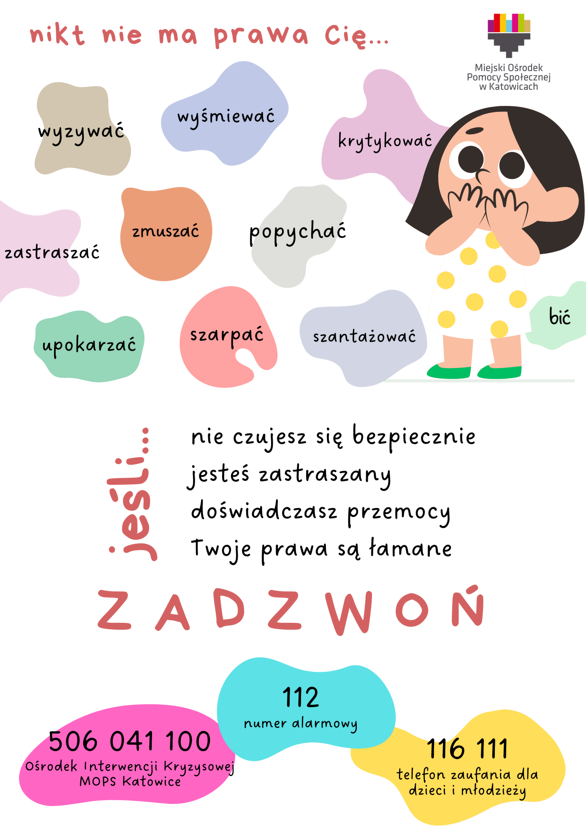 nikt nie ma prawa Cię...
Miejski Ośrodek
Pomocy Społecznej
w Katowicach
wyzywać
wyśmiewać
krytykować
zastraszać
zmuszać
popychać
upokarzać
szarpać
szantażować
bić
jeśli...
nie czujesz się bezpiecznie
jesteś zastraszany
doświadczasz przemocy
Twoje prawa są łamane
ZADZWOŃ
506 041 100
Ośrodek Interwencji Kryzysowej
MOPS Katowice
112
numer alarmowy
116 111
telefon zaufania dla
dzieci i młodzieży